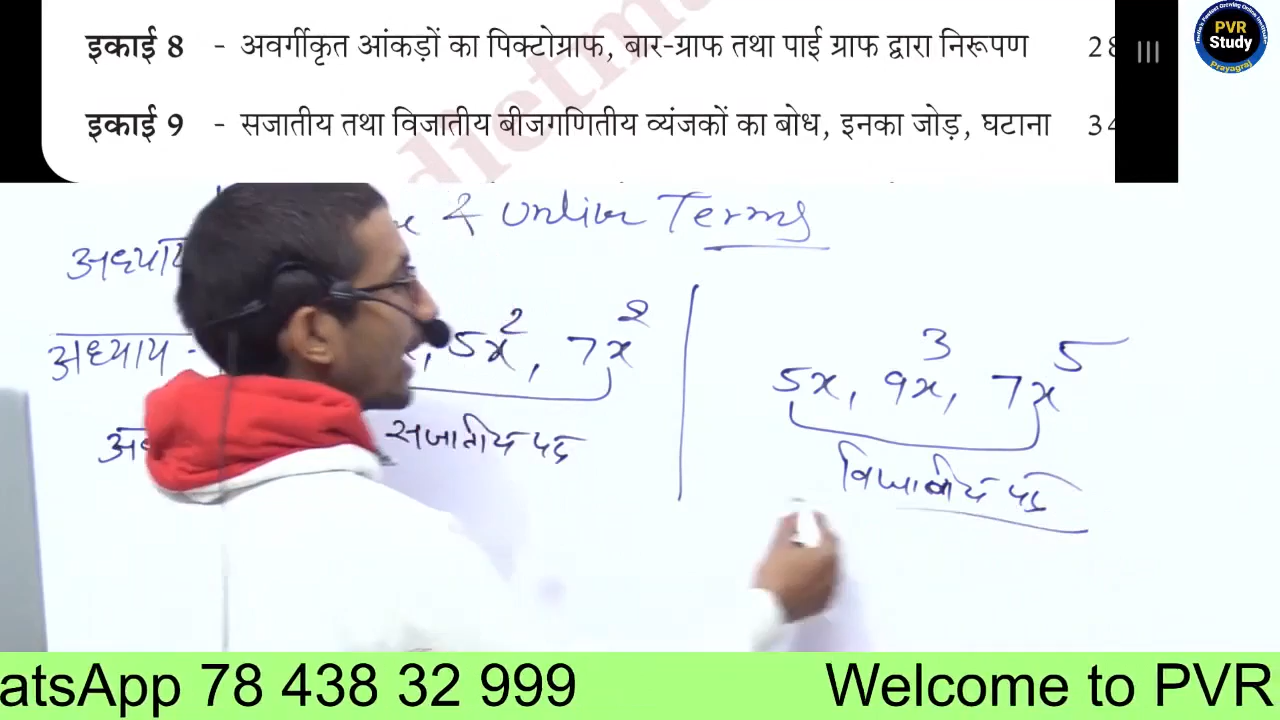 इकाई 8 - अवर्गीकृत आंकड़ों का पिक्टोग्राफ, बार-ग्राफ तथा पाई ग्राफ द्वारा निरूपण 28
इकाई 9 - सजातीय तथा विजातीय बीजगणितीय व्यंजकों का बोध, इनका जोड़, घटाना 34
PVR
Study
Prayagraj
dietm
& Unlike Terms
अध्याय
अध्याय - , 5x², 7x²
5x, 9x³, 7x⁵
सजातीय पद
विजातीय पद
atsApp 78 438 32 999 Welcome to PVR